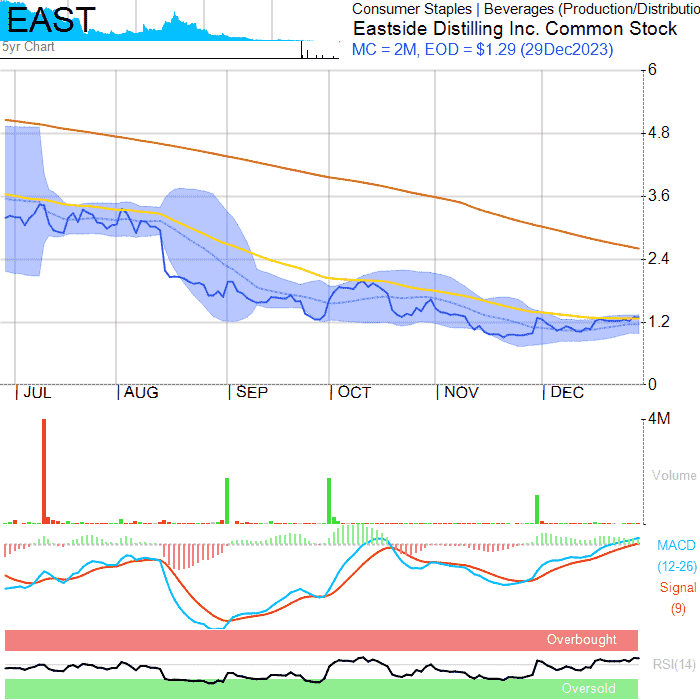 EAST
5yr Chart
Consumer Staples | Beverages (Production/Distributio
Eastside Distilling Inc. Common Stock
MC = 2M, EOD = $1.29 (29Dec2023)
6
4.8
3.6
2.4
1.2
0
JUL AUG SEP OCT NOV DEC
4M
Volume
MACD
(12-26)
Signal
(9)
Overbought
RSI(14)
Oversold